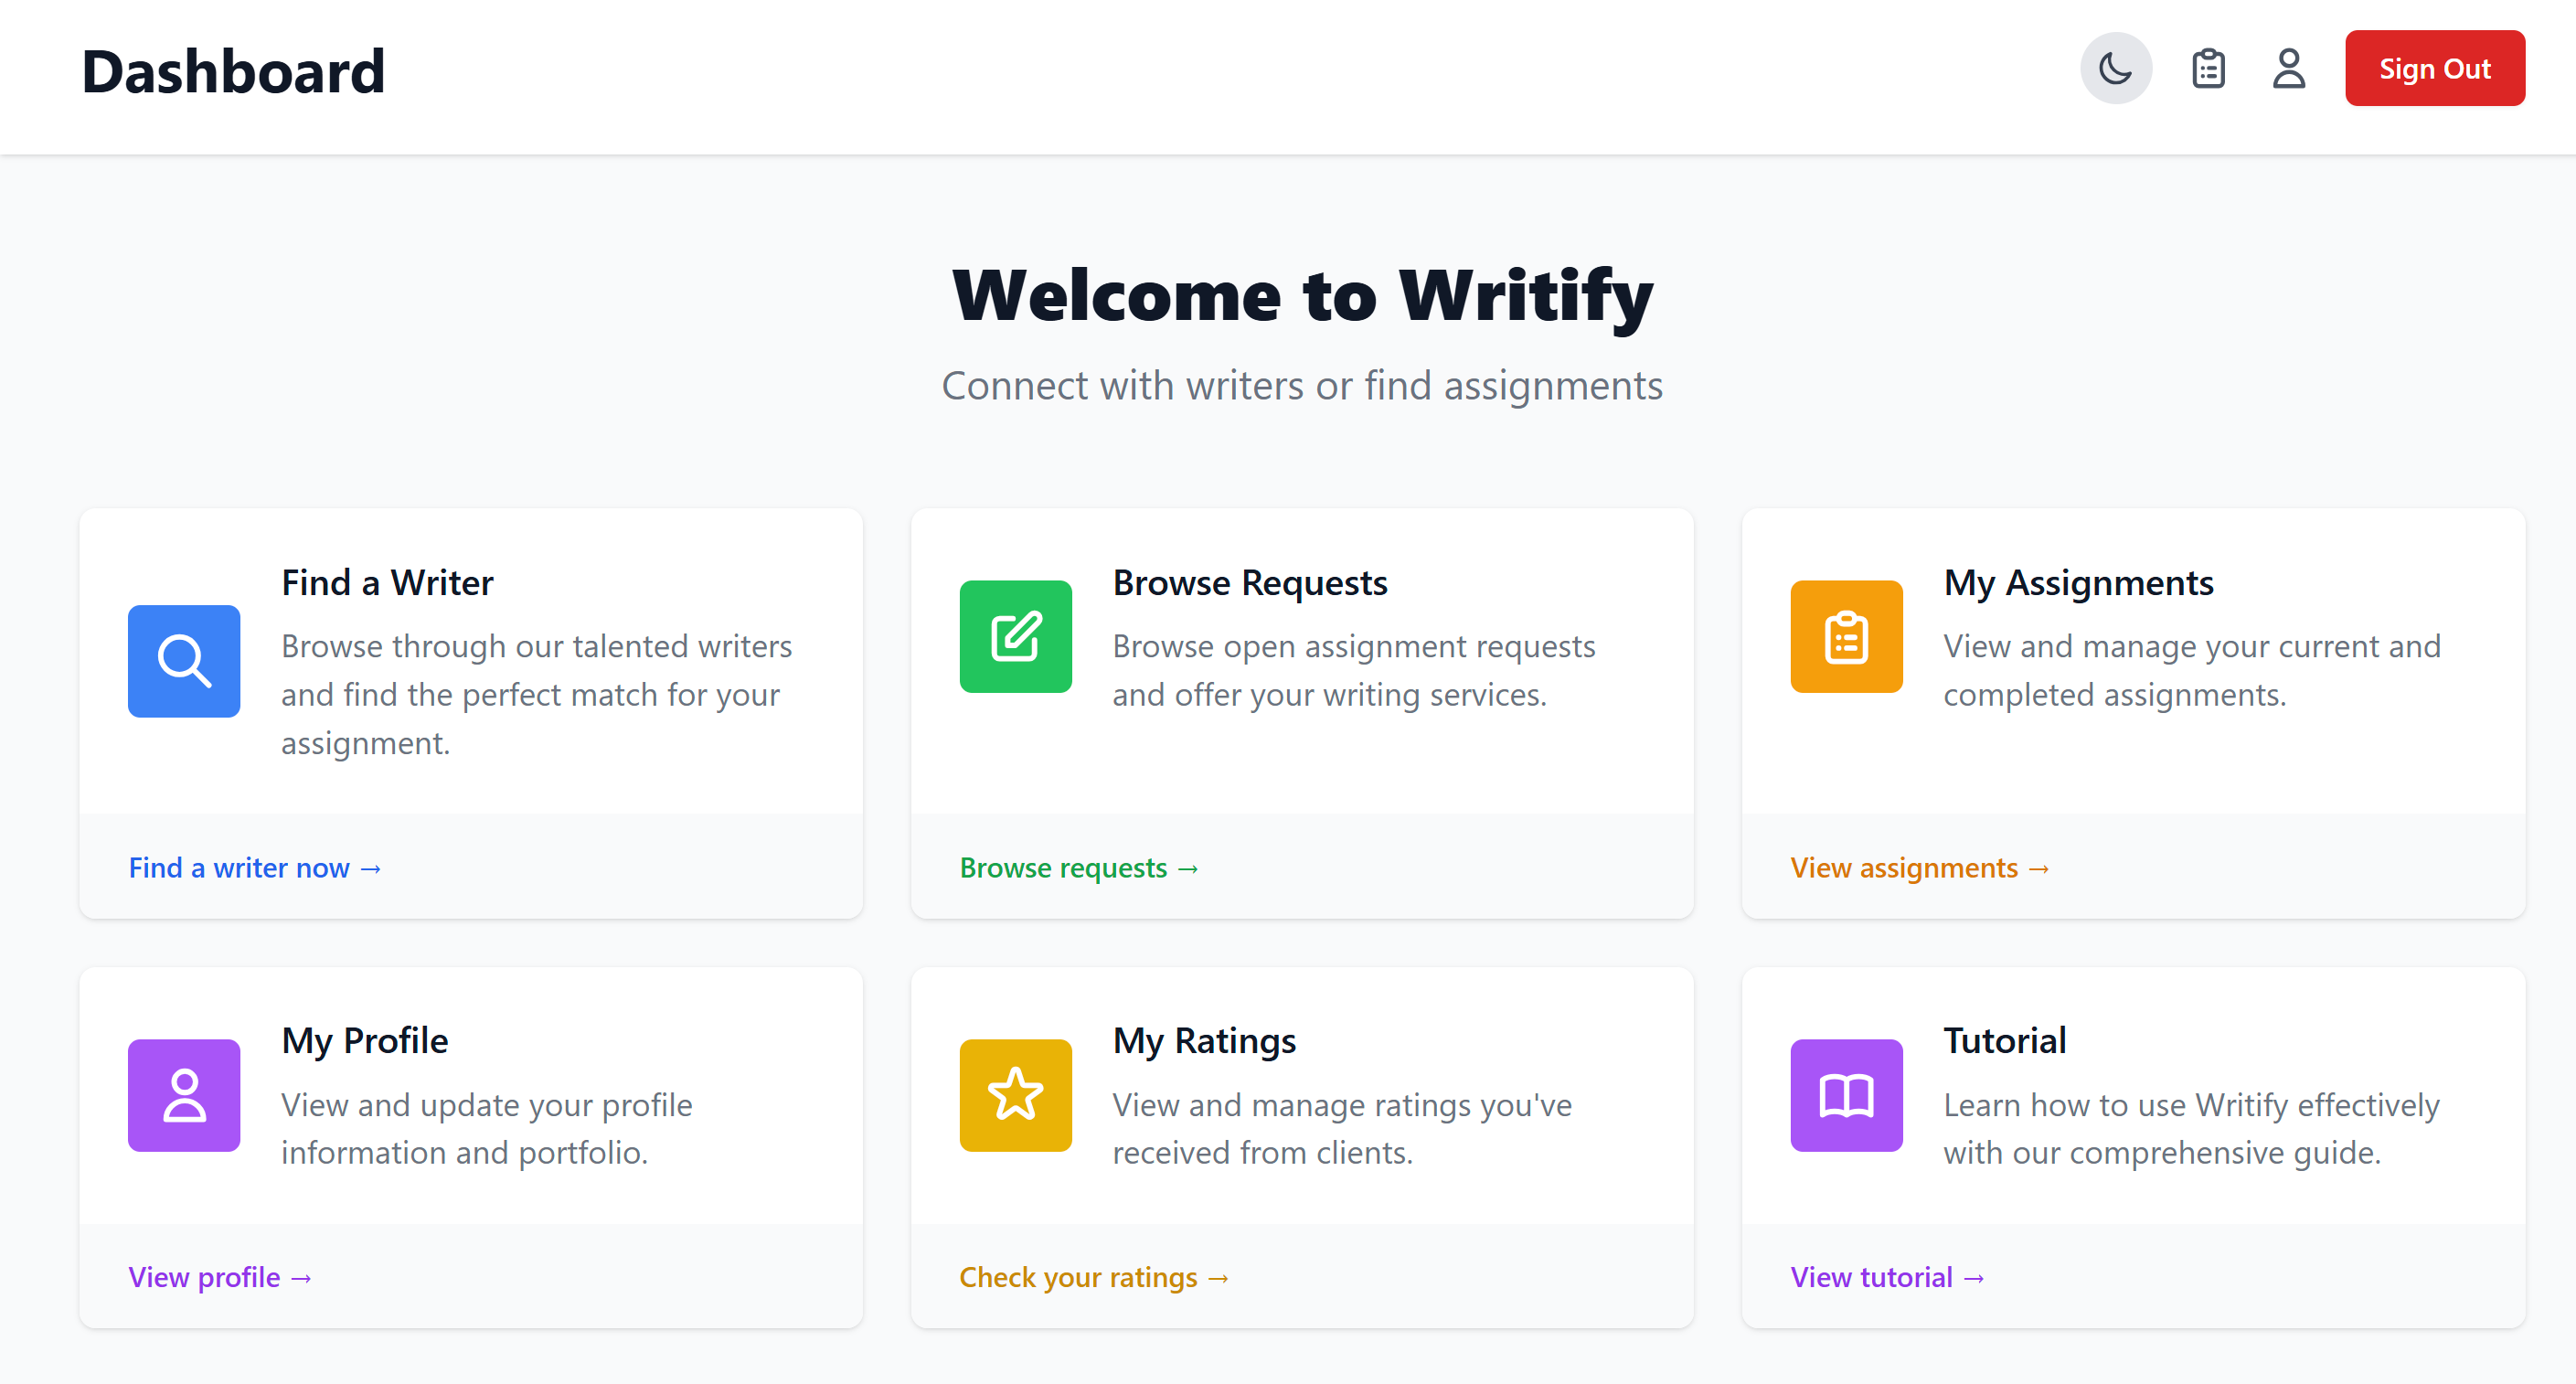 Dashboard
Sign Out
Welcome to Writify
Connect with writers or find assignments
Find a Writer
Browse through our talented writers
and find the perfect match for your
assignment.
Find a writer now →
Browse Requests
Browse open assignment requests
and offer your writing services.
Browse requests →
My Assignments
View and manage your current and
completed assignments.
View assignments →
My Profile
View and update your profile
information and portfolio.
View profile →
My Ratings
View and manage ratings you've
received from clients.
Check your ratings →
Tutorial
Learn how to use Writify effectively
with our comprehensive guide.
View tutorial →